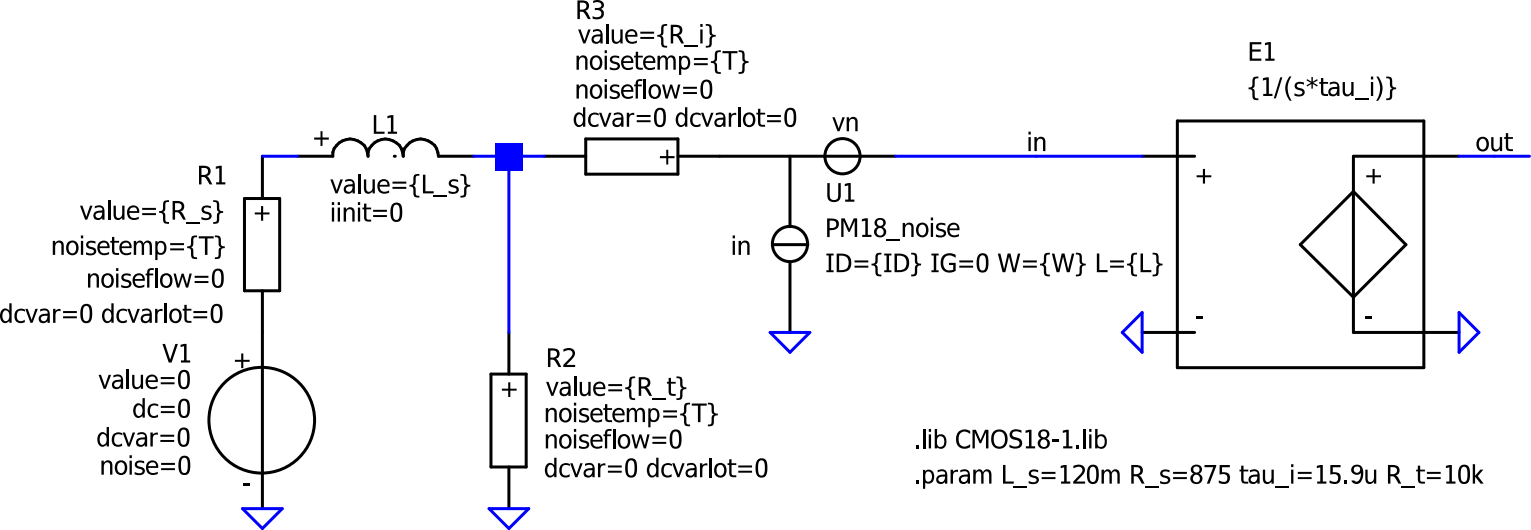 R3
value={R_i}
noisetemp={T}
noiseflow=0
dcvar=0 dcvarlot=0
E1
{1/(s*tau_i)}
+
L1
value={L_s}
iinit=0
R1
+
value={R_s}
noisetemp={T}
noiseflow=0
dcvar=0 dcvarlot=0
+
vn
U1
PM18_noise
ID={ID} IG=0 W={W} L={L}
in
in
out
+
+
-
-
V1
+
value=0
dc=0
dcvar=0
noise=0
-
R2
+
value={R_t}
noisetemp={T}
noiseflow=0
dcvar=0 dcvarlot=0
.lib CMOS18-1.lib
.param L_s=120m R_s=875 tau_i=15.9u R_t=10k